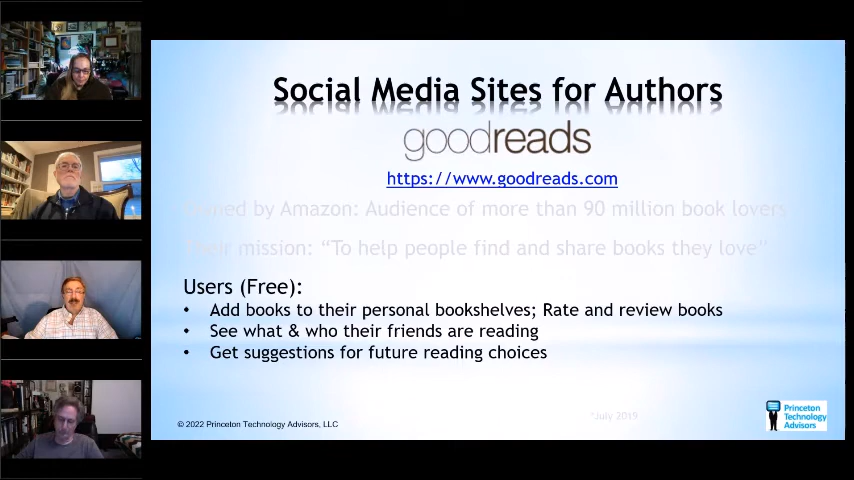 Social Media Sites for Authors
goodreads
https://www.goodreads.com
Owned by Amazon: Audience of more than 90 million book lovers
Their mission: “To help people find and share books they love”
Users (Free):
• Add books to their personal bookshelves; Rate and review books
• See what & who their friends are reading
• Get suggestions for future reading choices
*July 2019
© 2022 Princeton Technology Advisors, LLC
Princeton
Technology
Advisors